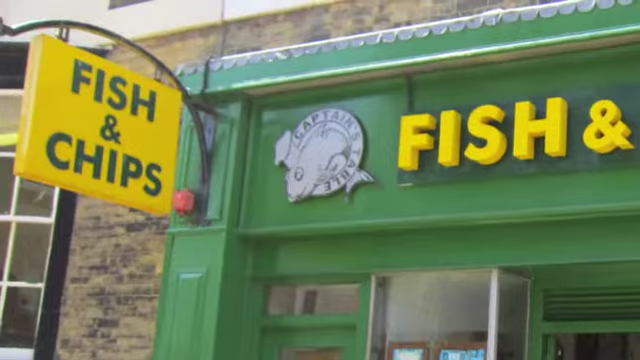 FISH
&
CHIPS
CAPTAIN'S
TABLE
FISH &